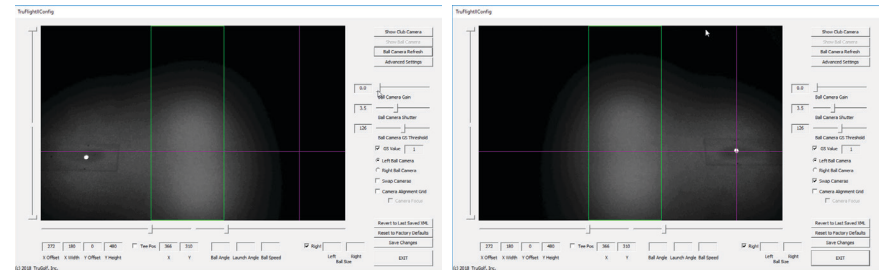 TruFlightIIConfig
Show Club Camera
Show Ball Camera
Ball Camera Refresh
Advanced Settings
0.0
Ball Camera Gain
3.5
Ball Camera Shutter
126
Ball Camera GS Threshold
GS Value 1
Left Ball Camera
Right Ball Camera
Swap Cameras
Camera Alignment Grid
Camera Focus
Revert to Last Saved XML
Reset to Factory Defaults
Save Changes
EXIT
272 180 0 480 Tee Pos 366 310 Right
X Offset X Width Y Offset Y Height X Y Ball Angle Launch Angle Ball Speed Left Right
Ball Size
(c) 2018 TruGolf, Inc.
TruFlightIIConfig
Show Club Camera
Show Ball Camera
Ball Camera Refresh
Advanced Settings
0.0
Ball Camera Gain
3.5
Ball Camera Shutter
126
Ball Camera GS Threshold
GS Value 1
Left Ball Camera
Right Ball Camera
Swap Cameras
Camera Alignment Grid
Camera Focus
Revert to Last Saved XML
Reset to Factory Defaults
Save Changes
EXIT
272 180 0 480 Tee Pos 366 310 Right
X Offset X Width Y Offset Y Height X Y Ball Angle Launch Angle Ball Speed Left Right
Ball Size
(c) 2018 TruGolf, Inc.